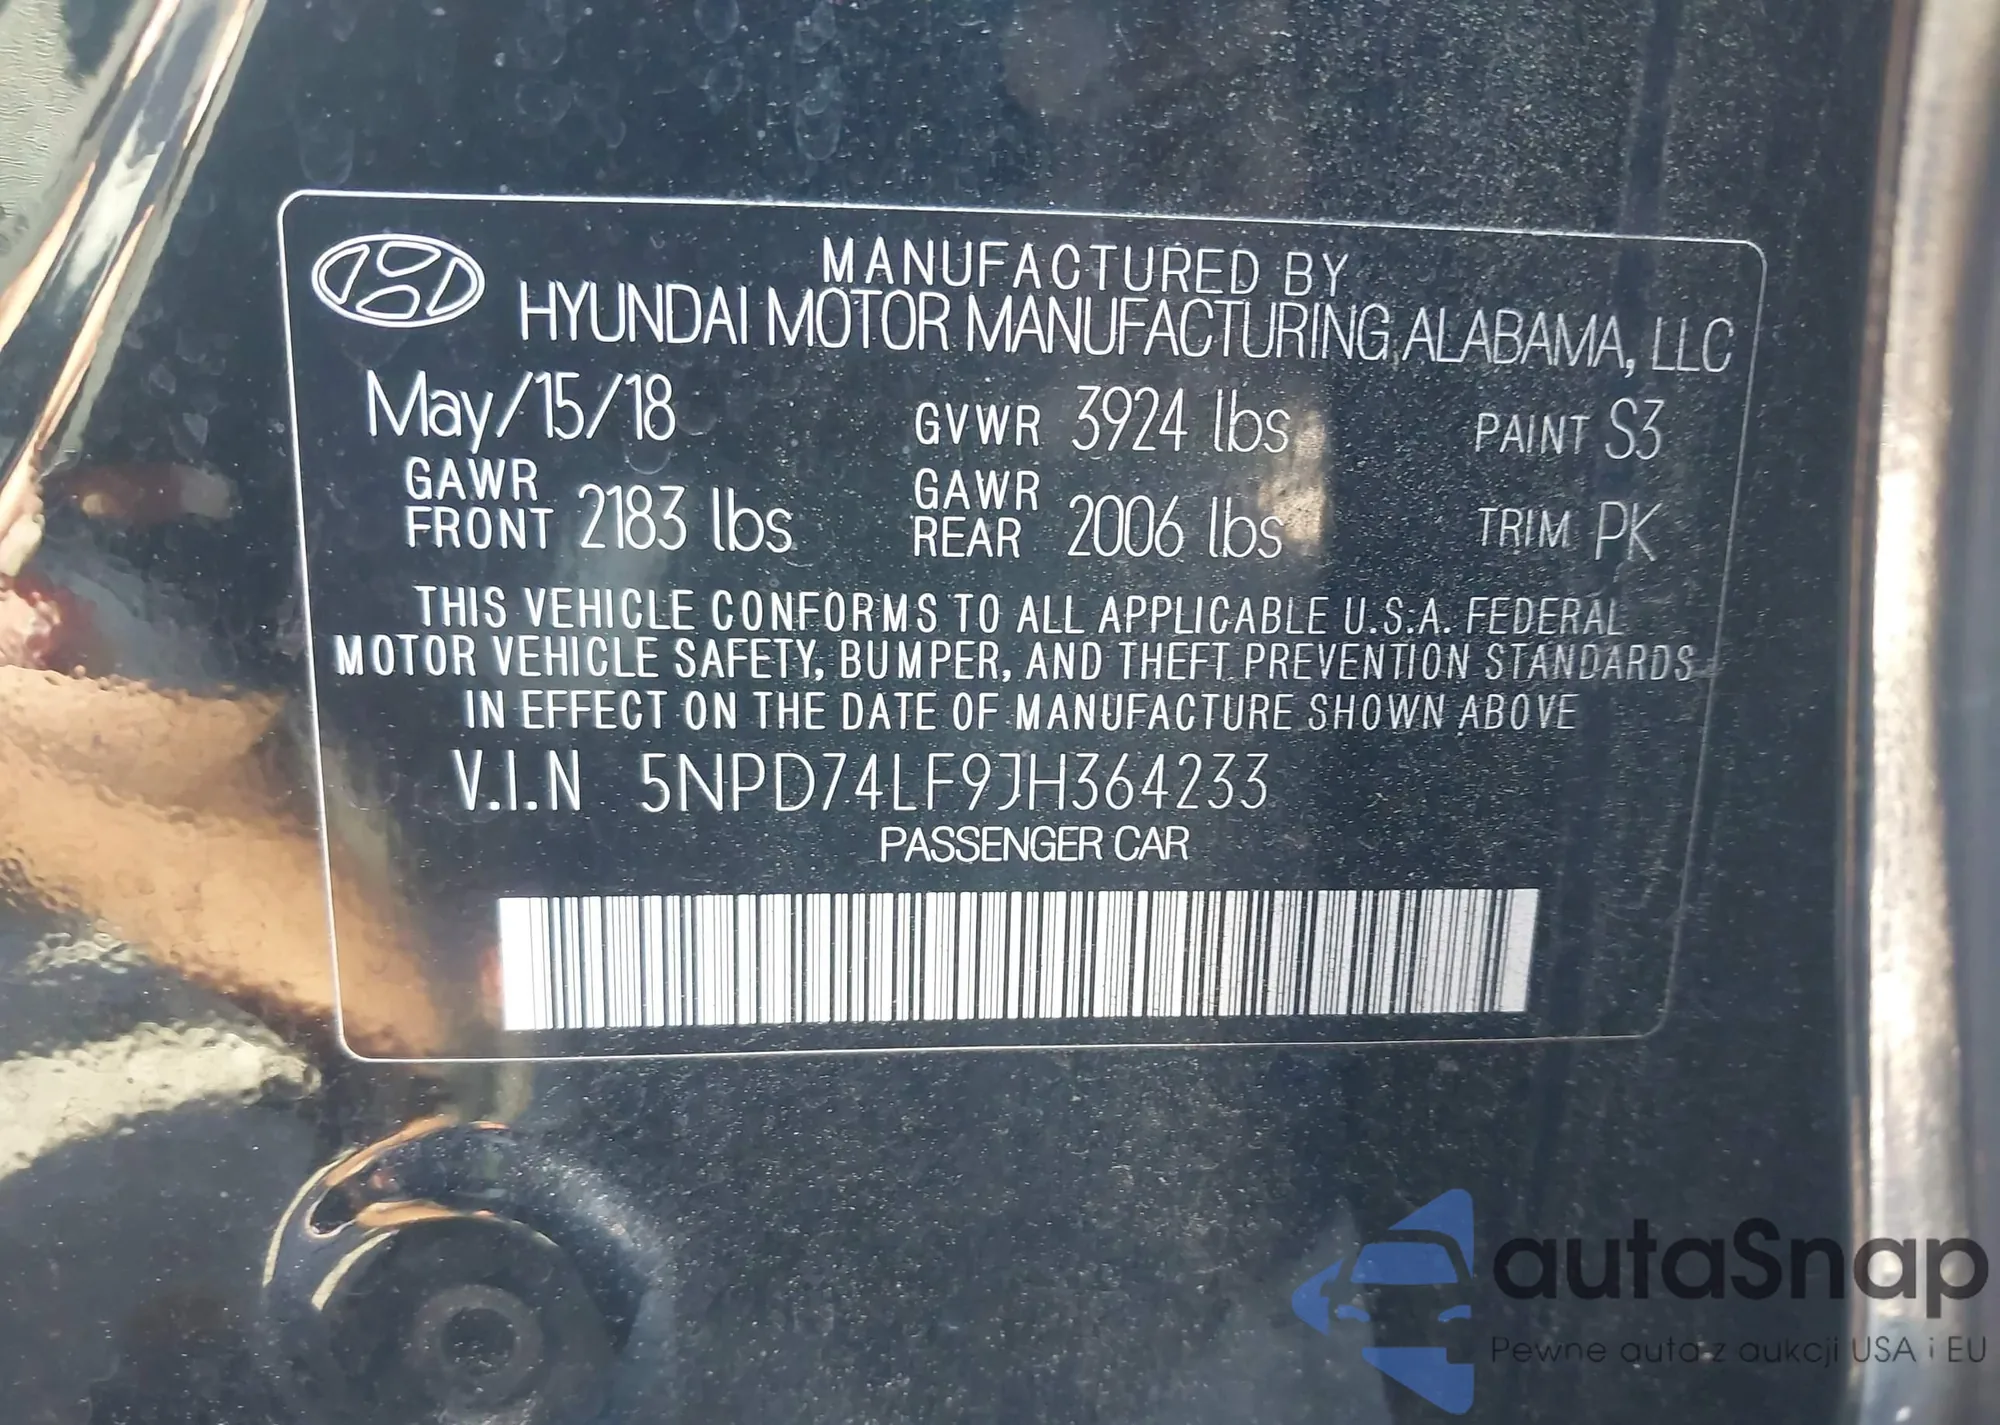 MANUFACTURED BY
HYUNDAI MOTOR MANUFACTURING ALABAMA, LLC
May/15/18 GVWR 3924 lbs PAINT S3
GAWR FRONT 2183 lbs GAWR REAR 2006 lbs TRIM PK
THIS VEHICLE CONFORMS TO ALL APPLICABLE U.S.A. FEDERAL
MOTOR VEHICLE SAFETY, BUMPER, AND THEFT PREVENTION STANDARDS
IN EFFECT ON THE DATE OF MANUFACTURE SHOWN ABOVE
V.I.N 5NPD74LF9JH364233
PASSENGER CAR
autaSnap
Pewne auta z aukcji USA i EU